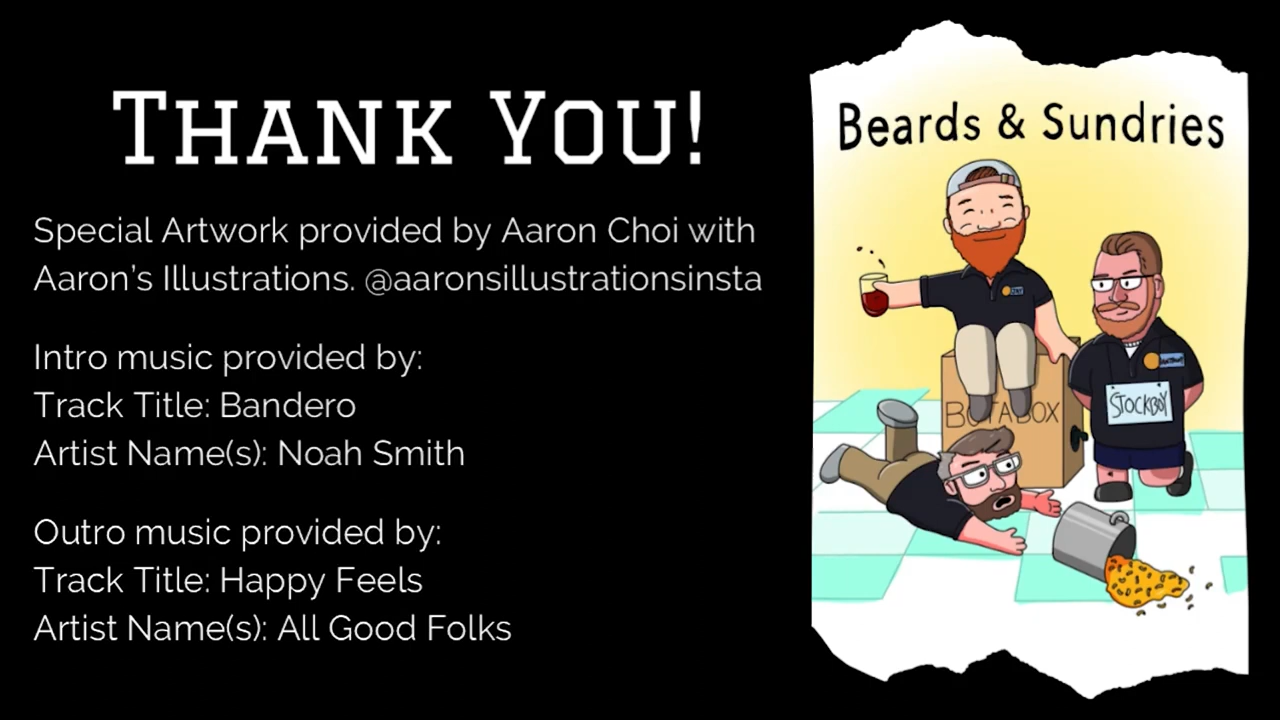 THANK YOU!
Special Artwork provided by Aaron Choi with
Aaron's Illustrations. @aaronsillustrationsinsta
Intro music provided by:
Track Title: Bandero
Artist Name(s): Noah Smith
Outro music provided by:
Track Title: Happy Feels
Artist Name(s): All Good Folks
Beards & Sundries
STOCKBOY
BOTABOX